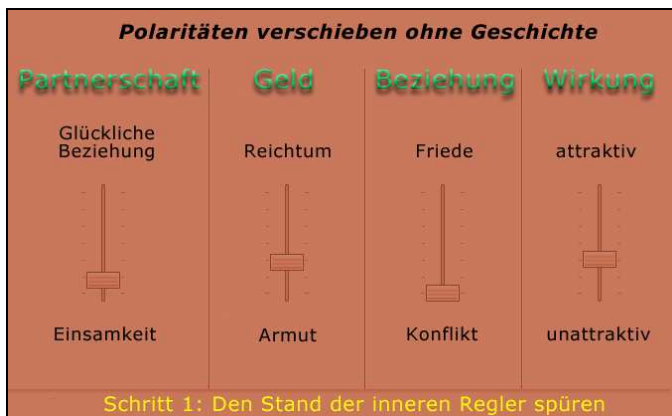 Polaritäten verschieben ohne Geschichte
Partnerschaft
Geld
Beziehung
Wirkung
Glückliche
Beziehung
Reichtum
Friede
attraktiv
Einsamkeit
Armut
Konflikt
unattraktiv
Schritt 1: Den Stand der inneren Regler spüren